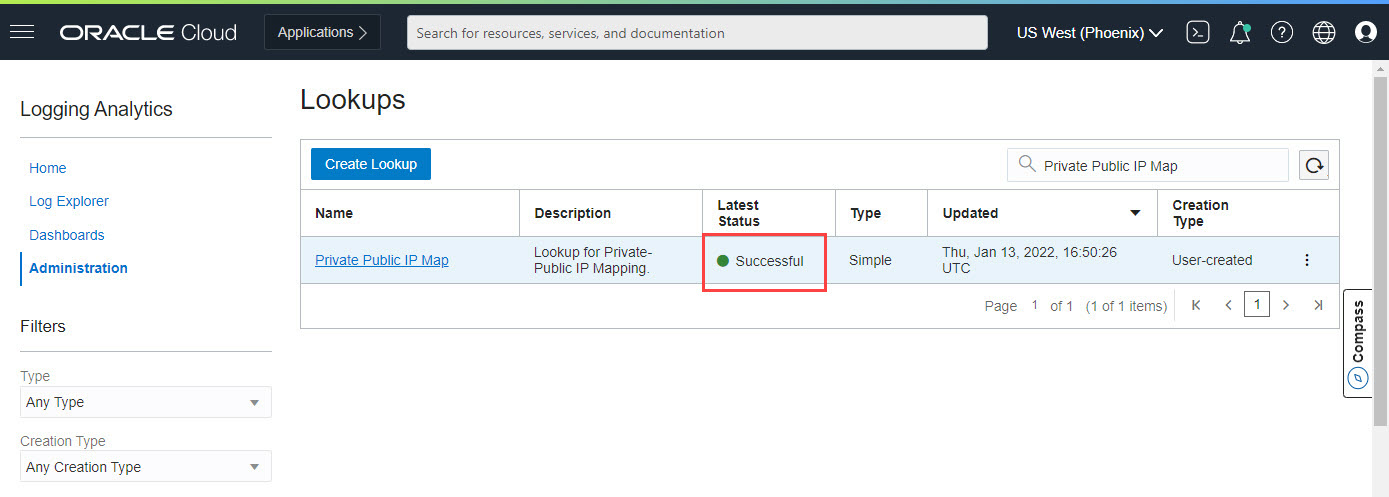 ORACLE Cloud
Applications
Search for resources, services, and documentation
US West (Phoenix)
Logging Analytics
Home
Log Explorer
Dashboards
Administration
Filters
Type
Any Type
Creation Type
Any Creation Type
Lookups
Create Lookup
Private Public IP Map
Name
Description
Latest
Status
Type
Updated
Creation
Type
Private Public IP Map
Lookup for Private-
Public IP Mapping.
Successful
Simple
Thu, Jan 13, 2022, 16:50:26
UTC
User-created
Page 1 of 1 (1 of 1 items) 1
Compass